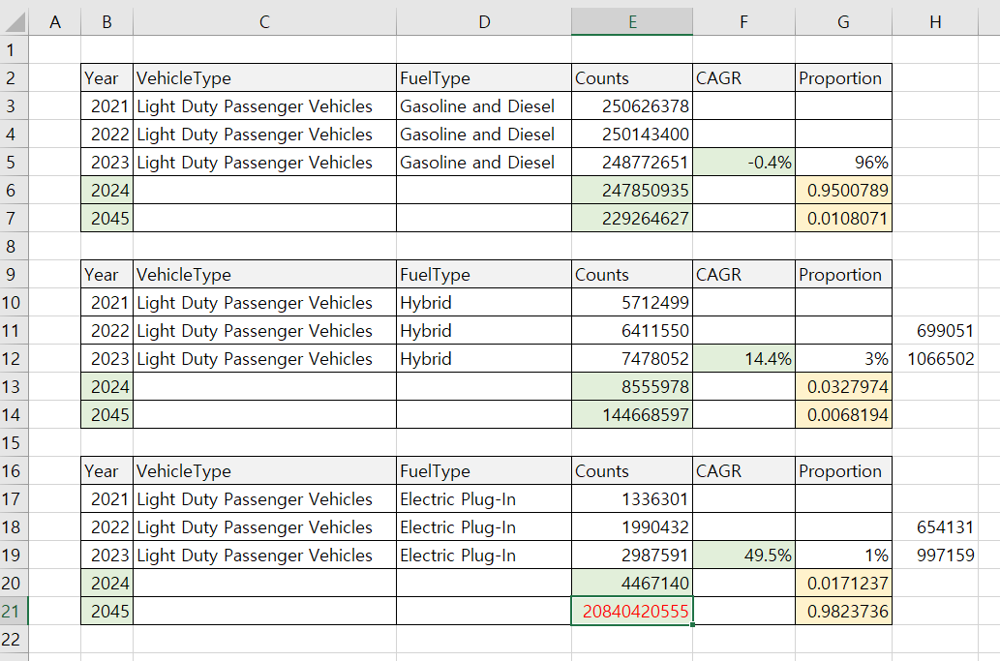 A B C D E F G H
1
2 Year VehicleType FuelType Counts CAGR Proportion
3 2021 Light Duty Passenger Vehicles Gasoline and Diesel 250626378
4 2022 Light Duty Passenger Vehicles Gasoline and Diesel 250143400
5 2023 Light Duty Passenger Vehicles Gasoline and Diesel 248772651 -0.4% 96%
6 2024 247850935 0.9500789
7 2045 229264627 0.0108071
8
9 Year VehicleType FuelType Counts CAGR Proportion
10 2021 Light Duty Passenger Vehicles Hybrid 5712499
11 2022 Light Duty Passenger Vehicles Hybrid 6411550 699051
12 2023 Light Duty Passenger Vehicles Hybrid 7478052 14.4% 3% 1066502
13 2024 8555978 0.0327974
14 2045 144668597 0.0068194
15
16 Year VehicleType FuelType Counts CAGR Proportion
17 2021 Light Duty Passenger Vehicles Electric Plug-In 1336301
18 2022 Light Duty Passenger Vehicles Electric Plug-In 1990432 654131
19 2023 Light Duty Passenger Vehicles Electric Plug-In 2987591 49.5% 1% 997159
20 2024 4467140 0.0171237
21 2045 20840420555 0.9823736
22